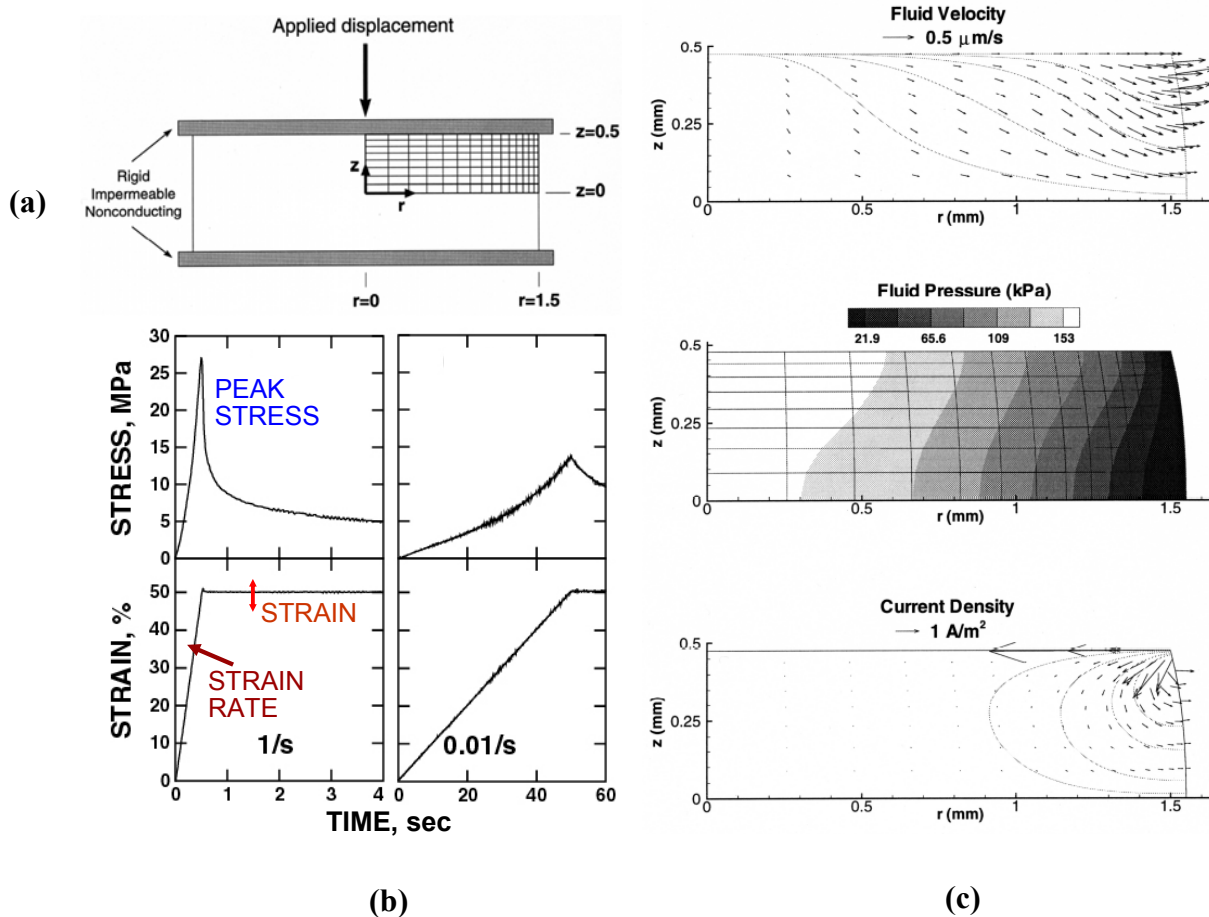 (a)
Applied displacement
z=0.5
z
z=0
r
Rigid
Impermeable
Nonconducting
r=0
r=1.5
STRESS, MPa
30
25
20
15
10
5
0
PEAK
STRESS
STRAIN, %
50
40
30
20
10
0
STRAIN
STRAIN
RATE
1/s
0.01/s
0 1 2 3 4
0 20 40 60
TIME, sec
(b)
Fluid Velocity
0.5 μm/s
z (mm)
0.5
0.25
0
0 0.5 1 1.5
r (mm)
Fluid Pressure (kPa)
21.9 65.6 109 153
z (mm)
0.5
0.25
0
0 0.5 1 1.5
r (mm)
Current Density
1 A/m²
z (mm)
0.5
0.25
0
0 0.5 1 1.5
r (mm)
(c)